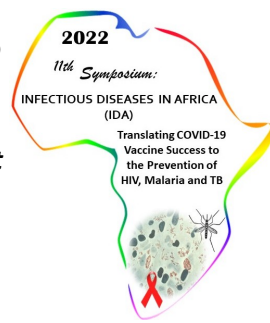 2022
11th Symposium:
INFECTIOUS DISEASES IN AFRICA
(IDA)
Translating COVID-19
Vaccine Success to
the Prevention of
HIV, Malaria and TB